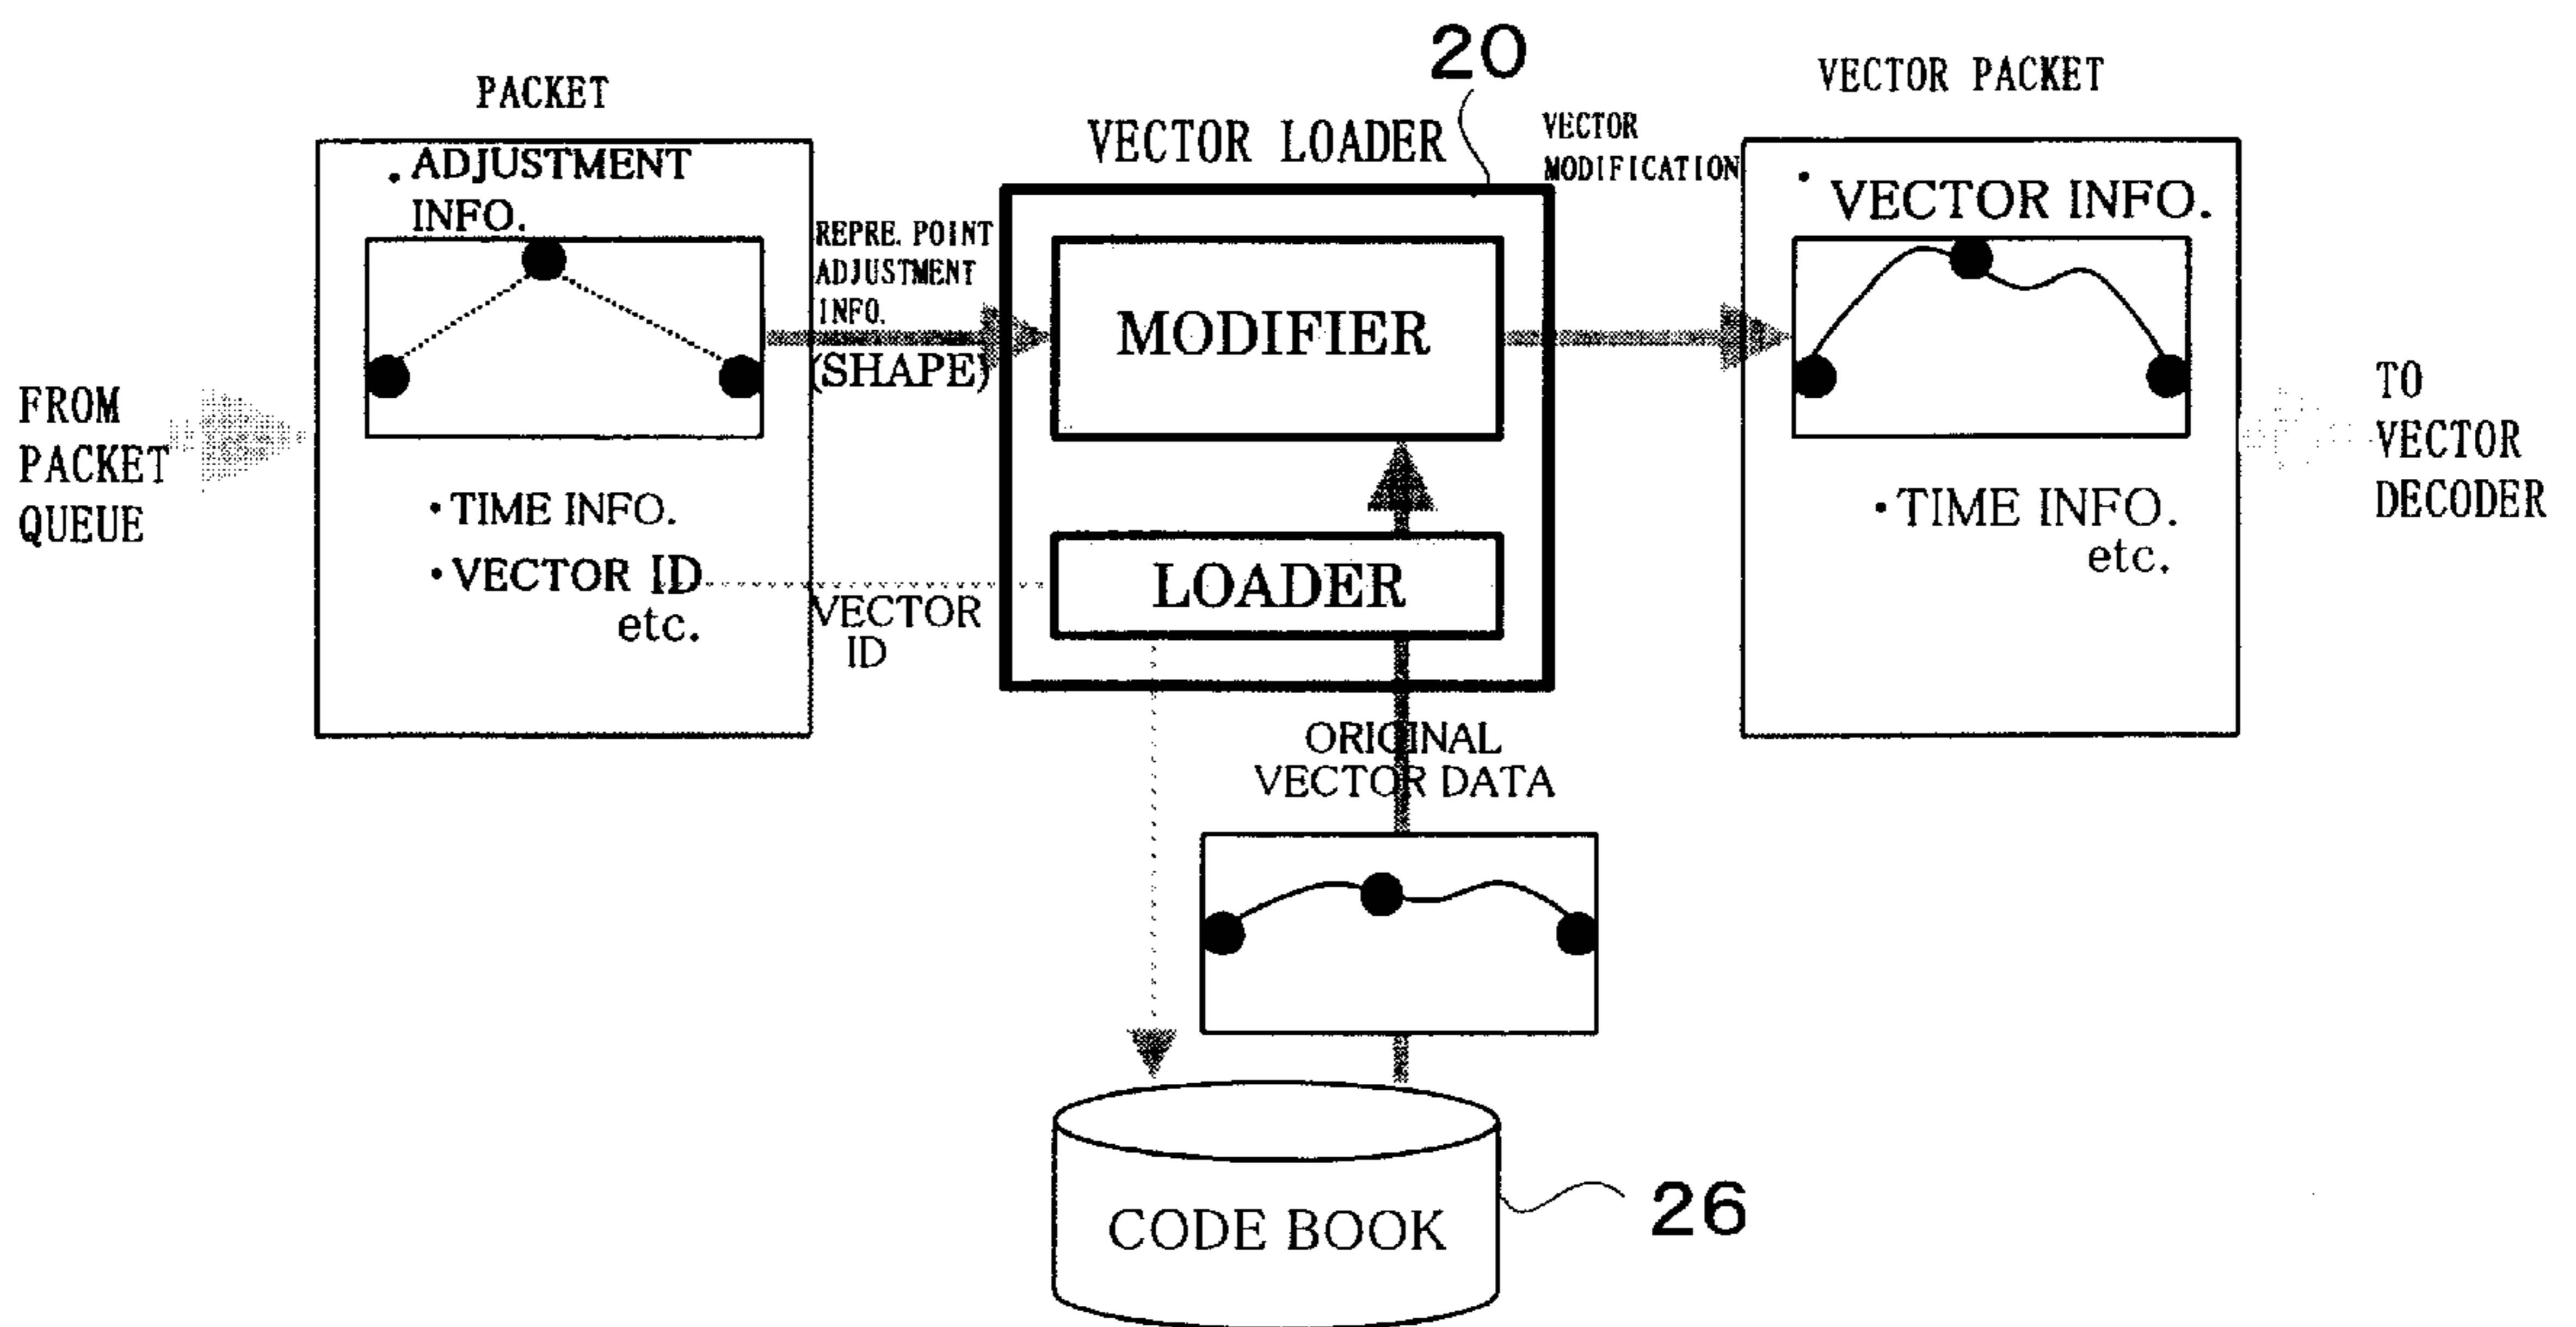 20
PACKET
VECTOR LOADER
VECTOR
MODIFICATION
VECTOR PACKET
FROM
PACKET
QUEUE
· ADJUSTMENT
INFO.
· TIME INFO.
· VECTOR ID
etc.
REPRE. POINT
ADJUSTMENT
INFO.
(SHAPE)
VECTOR
ID
MODIFIER
LOADER
· VECTOR INFO.
· TIME INFO.
etc.
TO
VECTOR
DECODER
ORIGINAL
VECTOR DATA
CODE BOOK
26